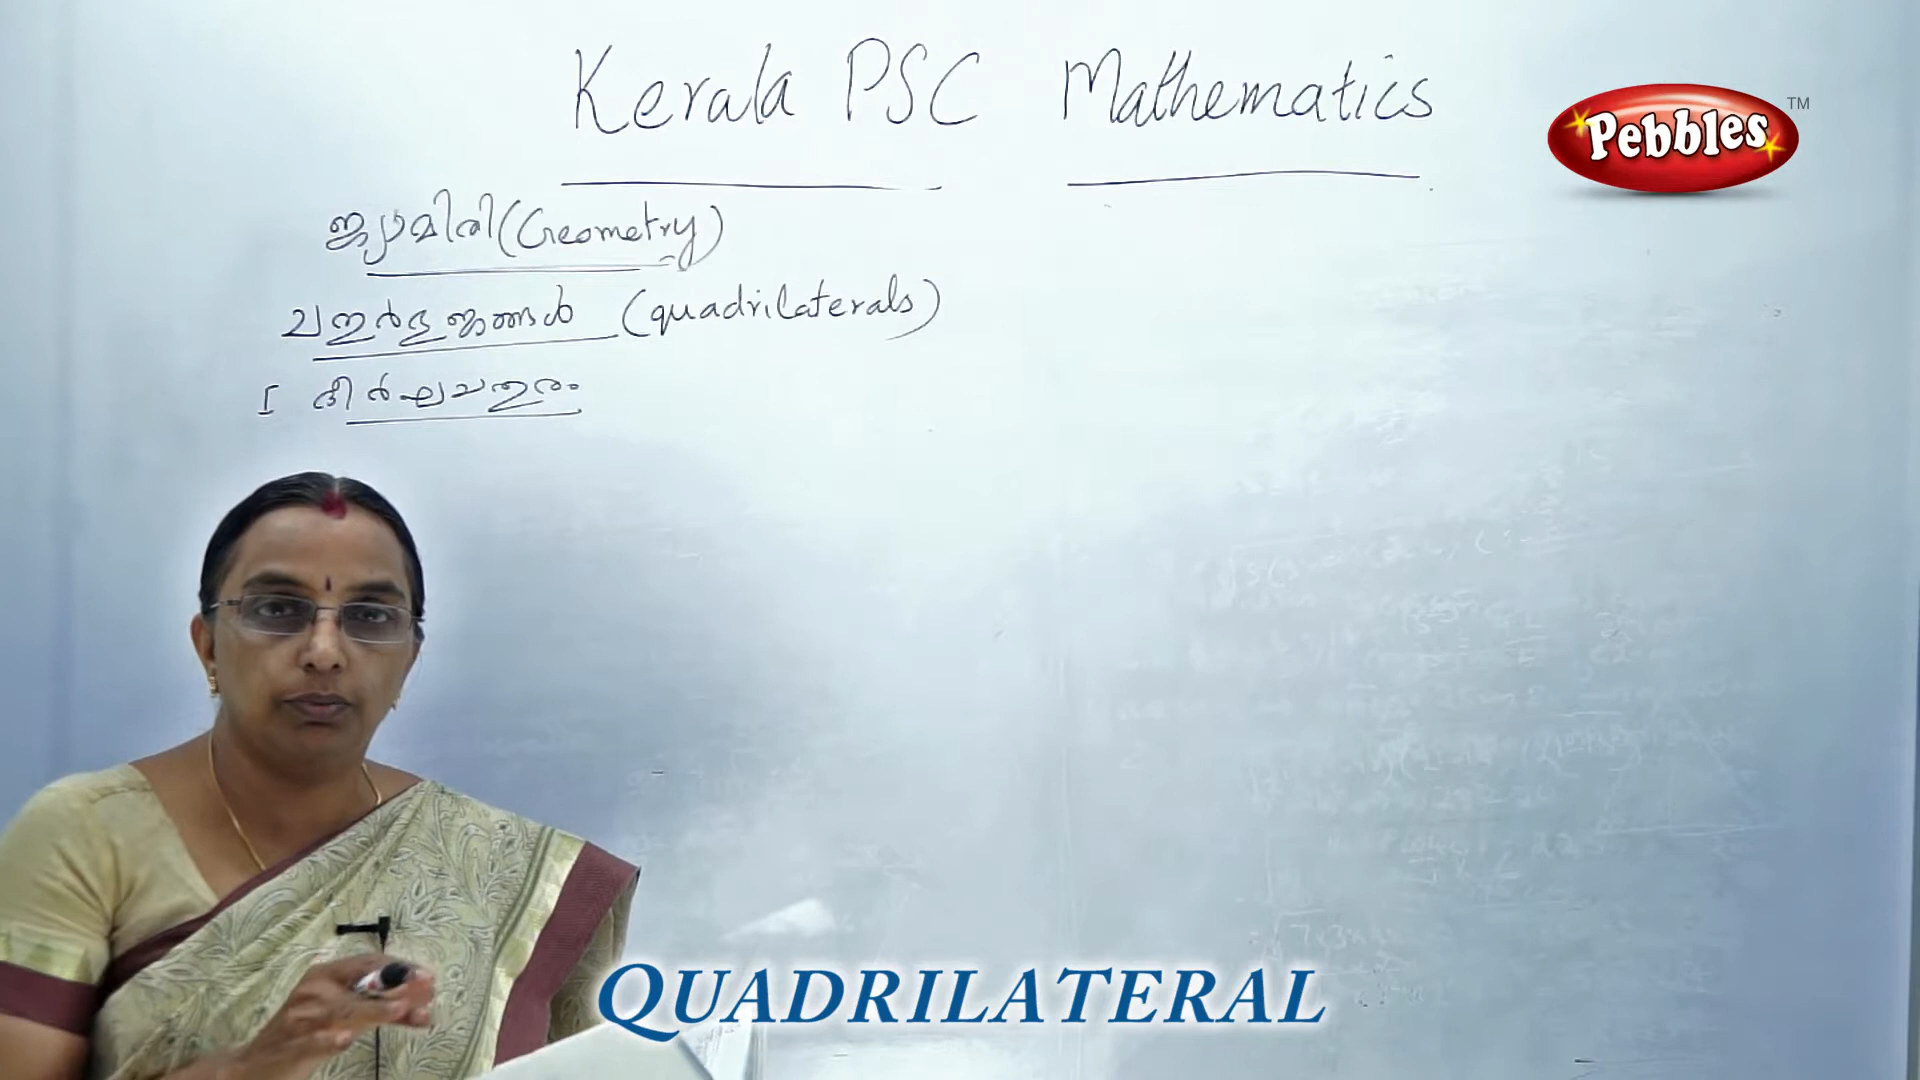 Kerala PSC Mathematics
Pebbles TM
ജ്യാമിതി (Geometry)
ചതുർഭുജങ്ങൾ (quadrilaterals)
I ദീർഘചതുരം
QUADRILATERAL